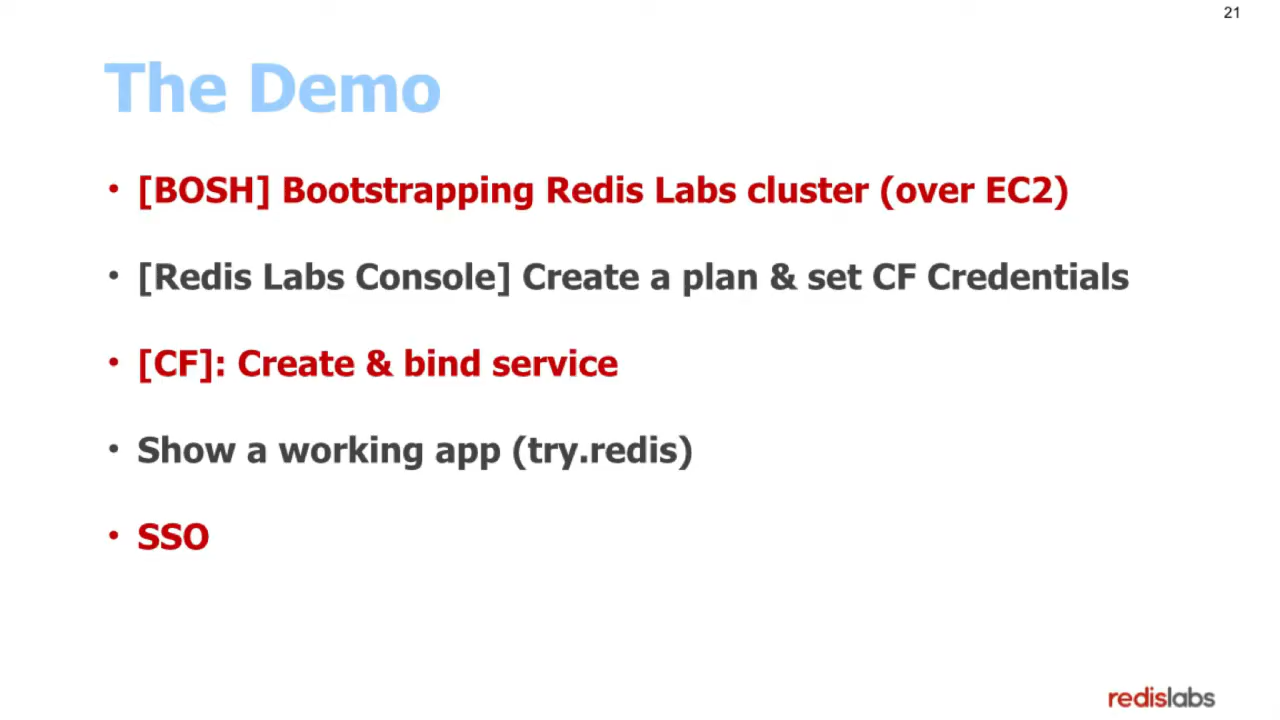 21
The Demo
• [BOSH] Bootstrapping Redis Labs cluster (over EC2)
• [Redis Labs Console] Create a plan & set CF Credentials
• [CF]: Create & bind service
• Show a working app (try.redis)
• SSO
redislabs